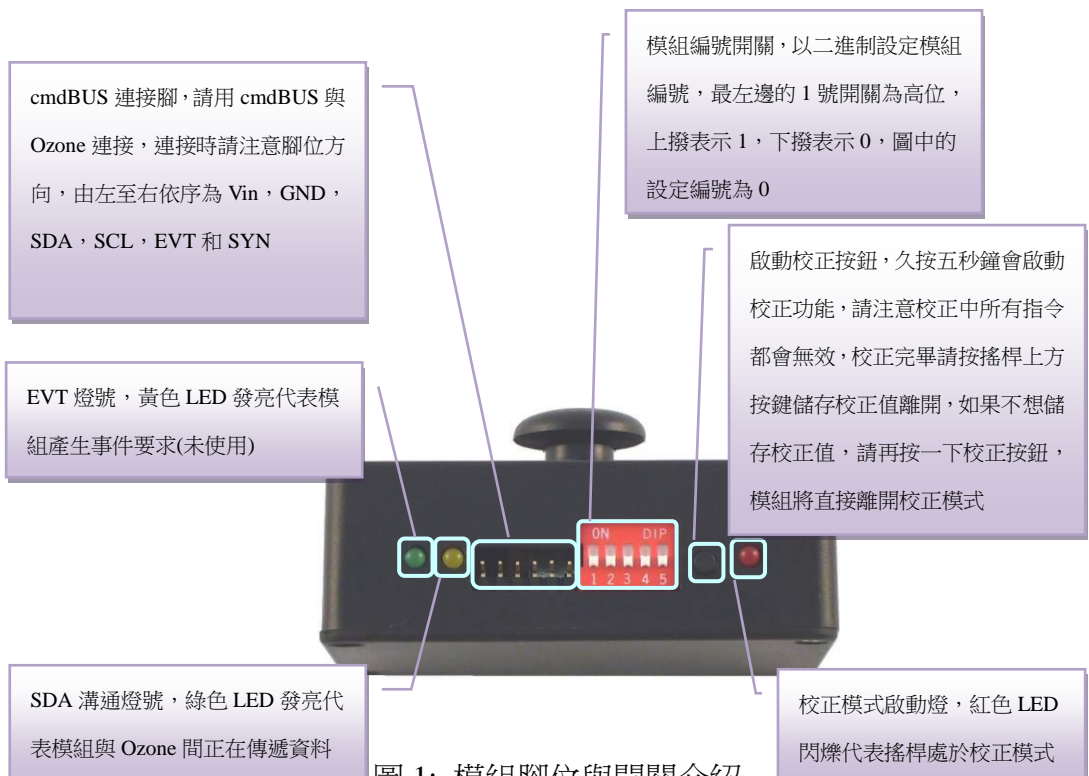 模組編號開關，以二進制設定模組
編號，最左邊的 1 號開關為高位，
上撥表示 1，下撥表示 0，圖中的
設定編號為 0
cmdBUS 連接腳，請用 cmdBUS 與
Ozone 連接，連接時請注意腳位方
向，由左至右依序為 Vin，GND，
SDA，SCL，EVT 和 SYN
啟動校正按鈕，久按五秒鐘會啟動
校正功能，請注意校正中所有指令
都會無效，校正完畢請按搖桿上方
按鍵儲存校正值離開，如果不想儲
存校正值，請再按一下校正按鈕，
模組將直接離開校正模式
EVT 燈號，黃色 LED 發亮代表模
組產生事件要求(未使用)
ON DIP
1 2 3 4 5
SDA 溝通燈號，綠色 LED 發亮代
表模組與 Ozone 間正在傳遞資料
校正模式啟動燈，紅色 LED
閃爍代表搖桿處於校正模式
圖 1: 模組腳位與開關介紹